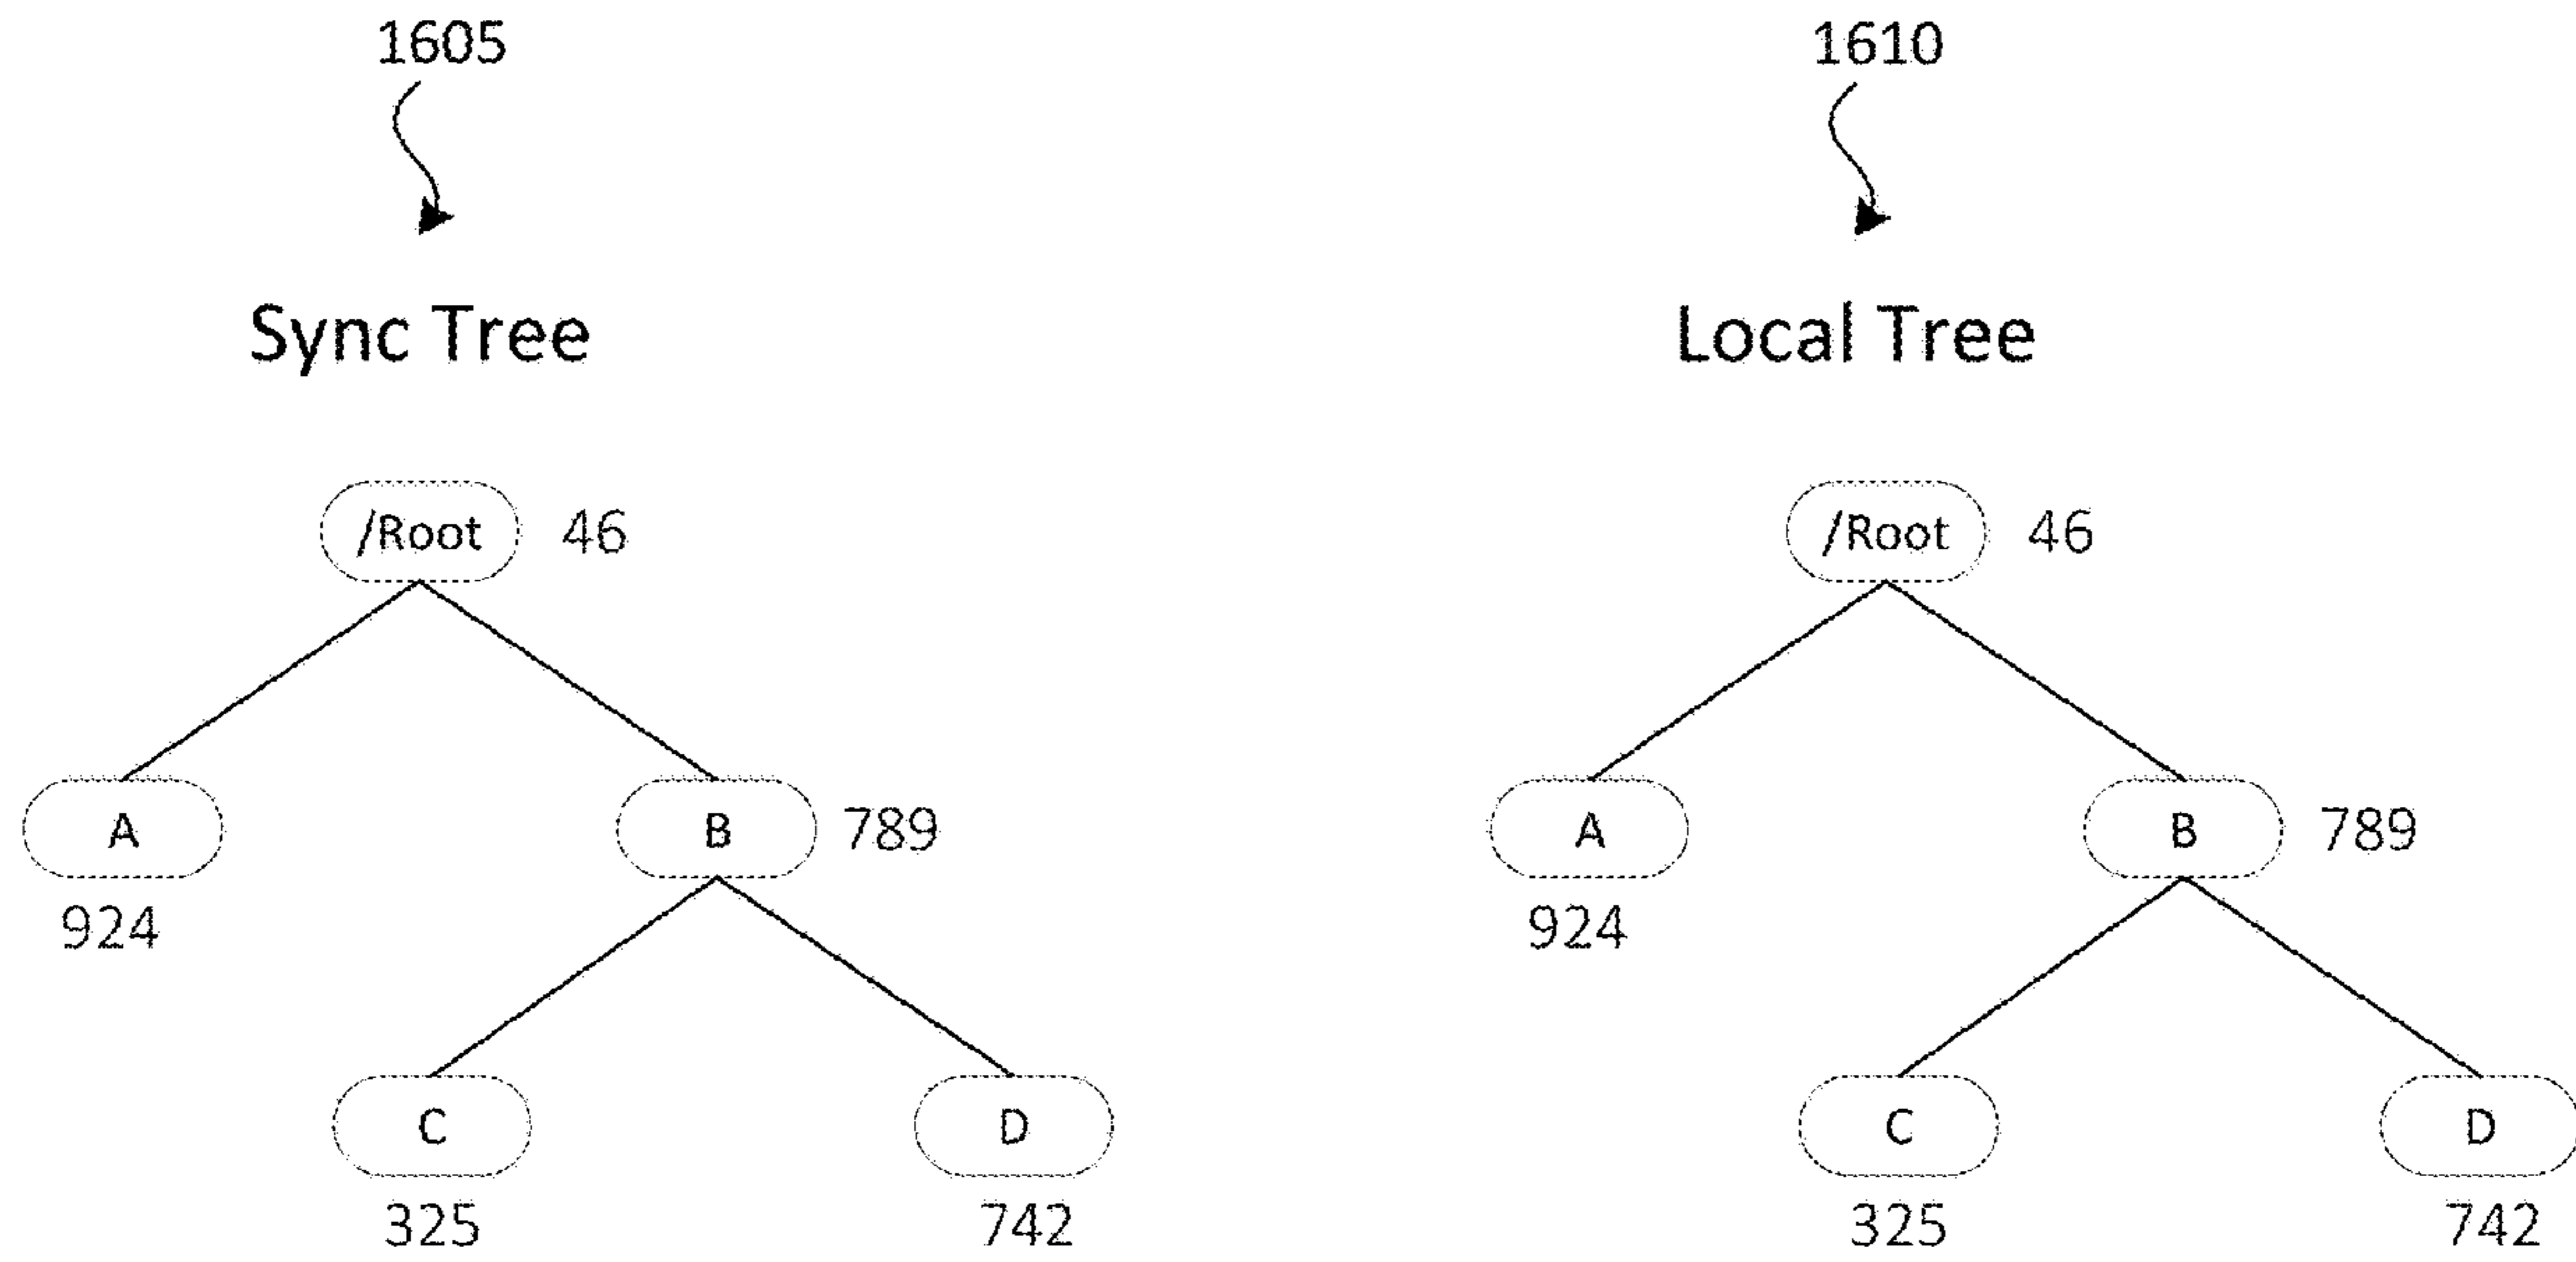 1605
1610
Sync Tree
Local Tree
/Root 46
/Root 46
A
B 789
A
B 789
924
924
C
D
C
D
325
742
325
742